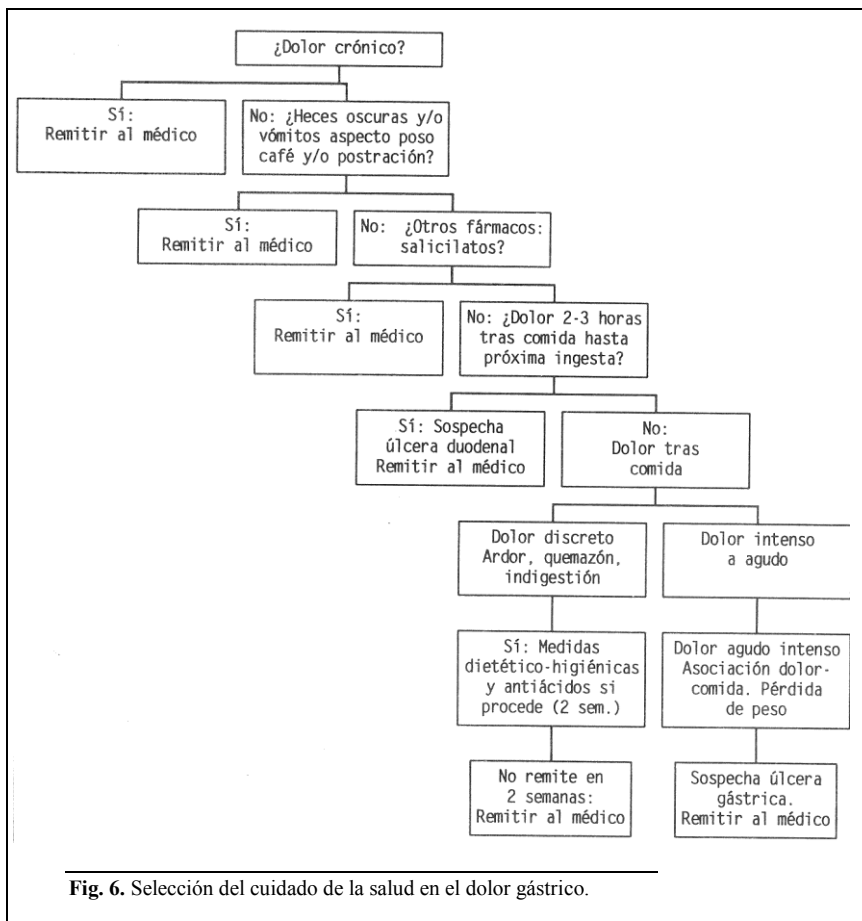 ¿Dolor crónico?
Sí:
Remitir al médico
No: ¿Heces oscuras y/o
vómitos aspecto poso
café y/o postración?
Sí:
Remitir al médico
No: ¿Otros fármacos:
salicilatos?
Sí:
Remitir al médico
No: ¿Dolor 2-3 horas
tras comida hasta
próxima ingesta?
Sí: Sospecha
úlcera duodenal
Remitir al médico
No:
Dolor tras
comida
Dolor discreto
Ardor, quemazón,
indigestión
Dolor intenso
a agudo
Sí: Medidas
dietético-higiénicas
y antiácidos si
procede (2 sem.)
Dolor agudo intenso
Asociación dolor-
comida. Pérdida
de peso
No remite en
2 semanas:
Remitir al médico
Sospecha úlcera
gástrica.
Remitir al médico
Fig. 6. Selección del cuidado de la salud en el dolor gástrico.